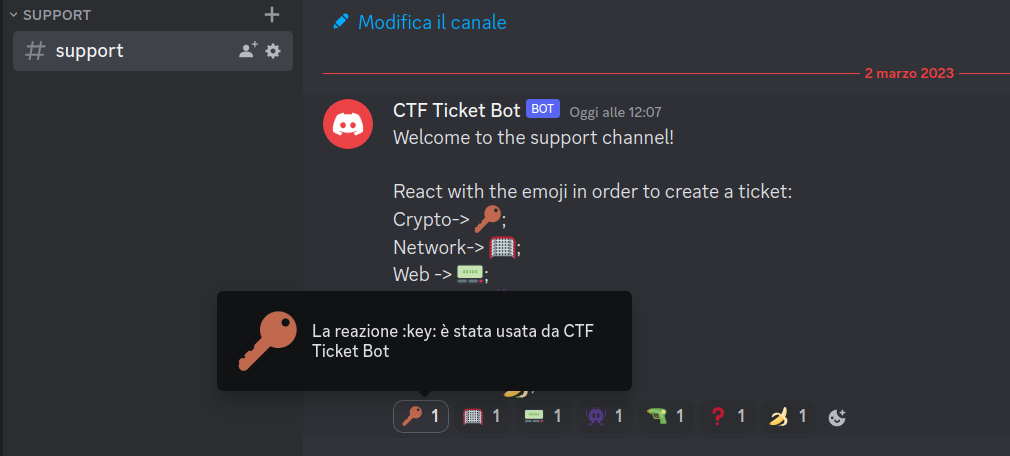 SUPPORT
support
Modifica il canale
2 marzo 2023
CTF Ticket Bot BOT Oggi alle 12:07
Welcome to the support channel!
React with the emoji in order to create a ticket:
Crypto-> 🔑;
Network-> 🥅;
Web -> 📟;
La reazione :key: è stata usata da CTF
Ticket Bot
🔑 1 🥅 1 📟 1 👾 1 🔫 1 ❓ 1 🍌 1